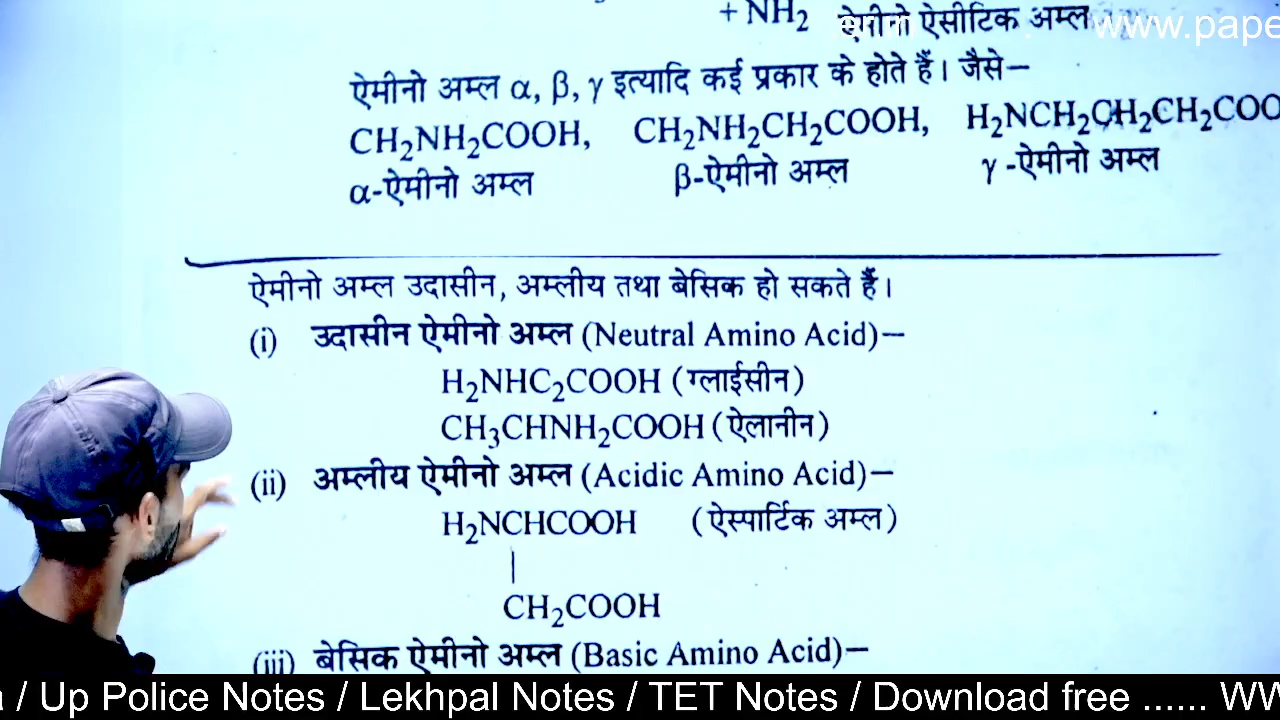 + NH₂ ऐमीनो ऐसीटिक अम्ल www.pape
ऐमीनो अम्ल α, β, γ इत्यादि कई प्रकार के होते हैं। जैसे–
CH₂NH₂COOH, CH₂NH₂CH₂COOH, H₂NCH₂CH₂CH₂COO
α-ऐमीनो अम्ल β-ऐमीनो अम्ल γ -ऐमीनो अम्ल
ऐमीनो अम्ल उदासीन, अम्लीय तथा बेसिक हो सकते हैं।
(i) उदासीन ऐमीनो अम्ल (Neutral Amino Acid)–
H₂NHC₂COOH (ग्लाईसीन)
CH₃CHNH₂COOH (ऐलानीन)
(ii) अम्लीय ऐमीनो अम्ल (Acidic Amino Acid)–
H₂NCHCOOH (ऐस्पार्टिक अम्ल)
|
CH₂COOH
(iii) बेसिक ऐमीनो अम्ल (Basic Amino Acid)–
/ Up Police Notes / Lekhpal Notes / TET Notes / Download free ...... WW